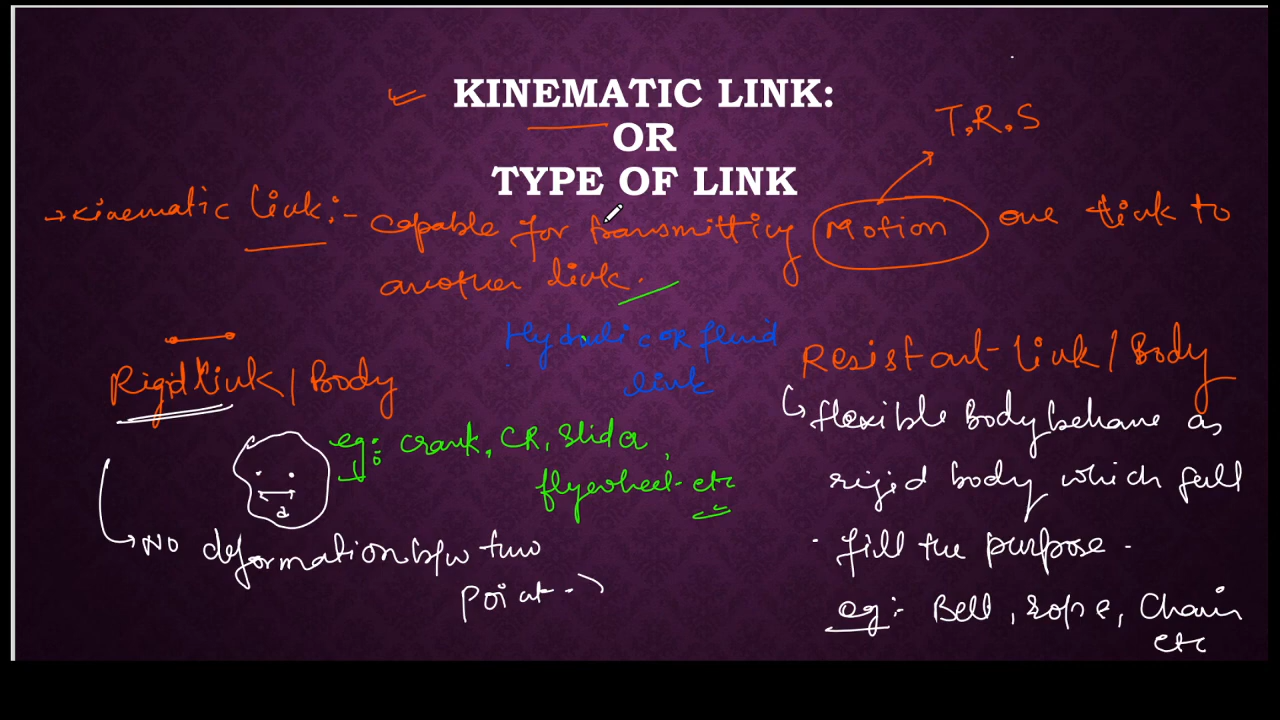 KINEMATIC LINK:
OR
TYPE OF LINK
T, R, S
→ Kinematic link :- Capable for transmitting Motion one link to
another link.
Hydraulic OR fluid
link
Rigid link / Body
eg: Crank, CR, Slider,
flywheel etc
a
No deformation b/w two
point -
Resistant-link / Body
flexible Body behave as
rigid body which full
fill the purpose.
eg:- Belt, rope, Chain
etc